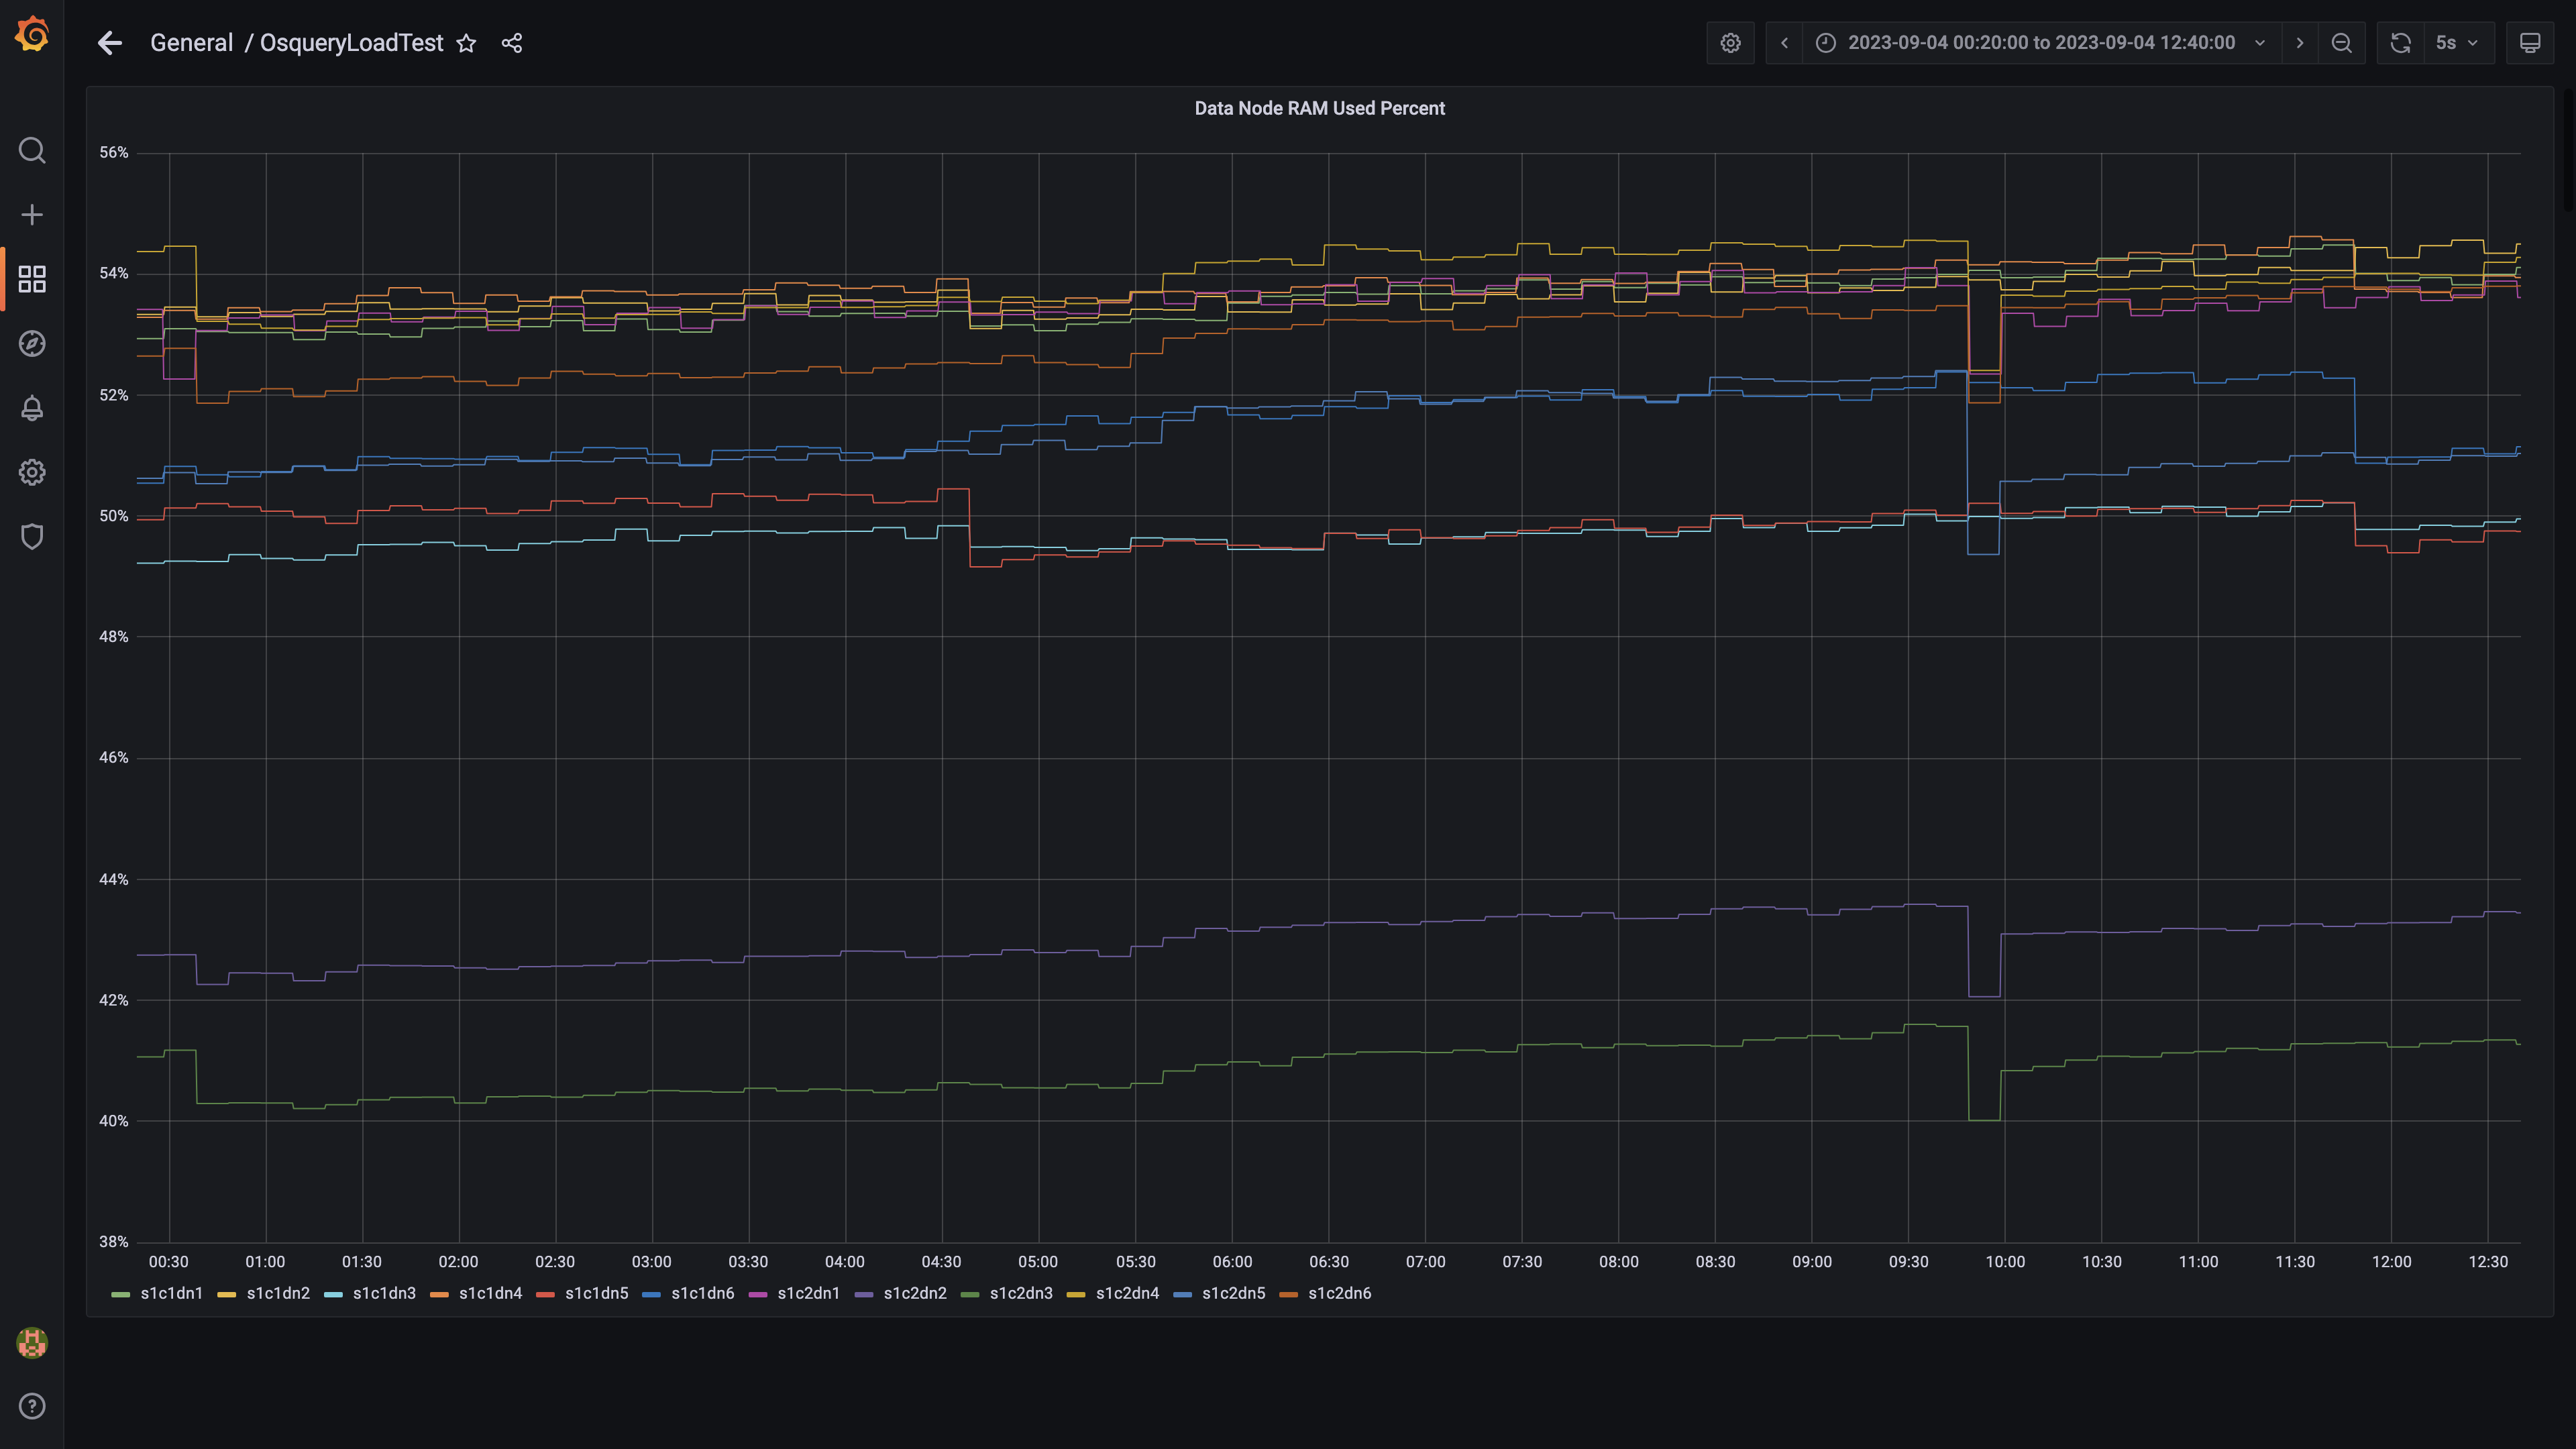 General / OsqueryLoadTest
2023-09-04 00:20:00 to 2023-09-04 12:40:00
5s
Data Node RAM Used Percent
56%
54%
52%
50%
48%
46%
44%
42%
40%
38%
00:30 01:00 01:30 02:00 02:30 03:00 03:30 04:00 04:30 05:00 05:30 06:00 06:30 07:00 07:30 08:00 08:30 09:00 09:30 10:00 10:30 11:00 11:30 12:00 12:30
s1c1dn1 s1c1dn2 s1c1dn3 s1c1dn4 s1c1dn5 s1c1dn6 s1c2dn1 s1c2dn2 s1c2dn3 s1c2dn4 s1c2dn5 s1c2dn6